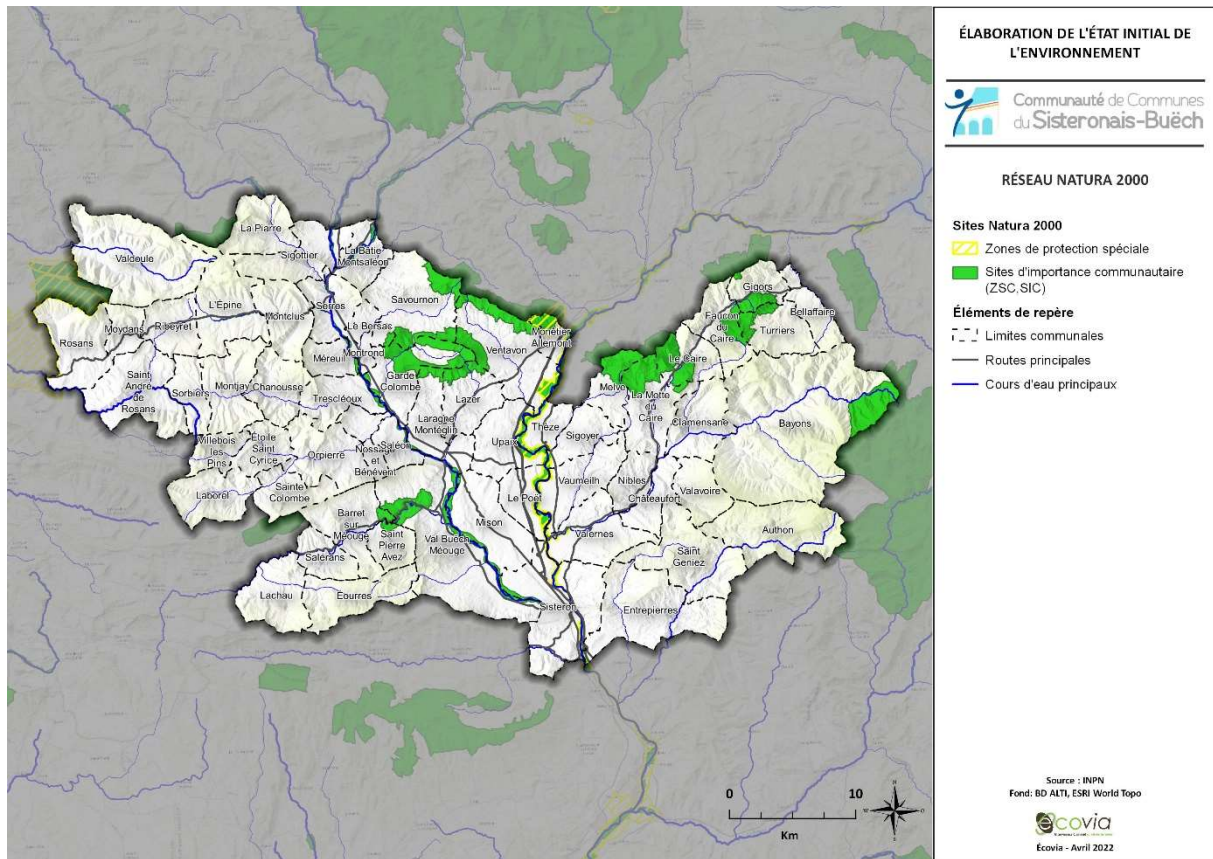 ÉLABORATION DE L'ÉTAT INITIAL DE
L'ENVIRONNEMENT
Communauté de Communes
du Sisteronais-Buëch
RÉSEAU NATURA 2000
Sites Natura 2000
Zones de protection spéciale
Sites d'importance communautaire
(ZSC,SIC)
Éléments de repère
Limites communales
Routes principales
Cours d'eau principaux
La Piarre
Sigottier
La Bâtie
Montsaléon
Valdoule
L'Épine
Serres
Savournon
Gigors
Bellaffaire
Faucon
du
Caire
Turriers
Rosans
Moydans
Ribeyret
Montclus
Le Bersac
Monêtier
Allemont
Méreuil
Montrond
Ventavon
Le Caire
Garde
Colombe
Lazer
Melve
La Motte
du
Caire
Saint
André
de
Rosans
Sorbiers
Montjay
Chanousse
Trescléoux
Laragne
Montéglin
Upaix
Thèze
Sigoyer
Clamensane
Bayons
Villebois
les
Pins
Étoile
Saint
Cyrice
Orpierre
Saléon
Nossage
et
Bénévent
Laborel
Sainte
Colombe
Le Poët
Vaumeilh
Nibles
Châteaufort
Valavoire
Barret
sur
Méouge
Saint
Pierre
Avez
Val Buëch
Méouge
Mison
Valernes
Authon
Salérans
Saint
Geniez
Lachau
Éourres
Sisteron
Entrepierres
0
10
Km
N
Source : INPN
Fond: BD ALTI, ESRI World Topo
écovia
Écovia - Avril 2022